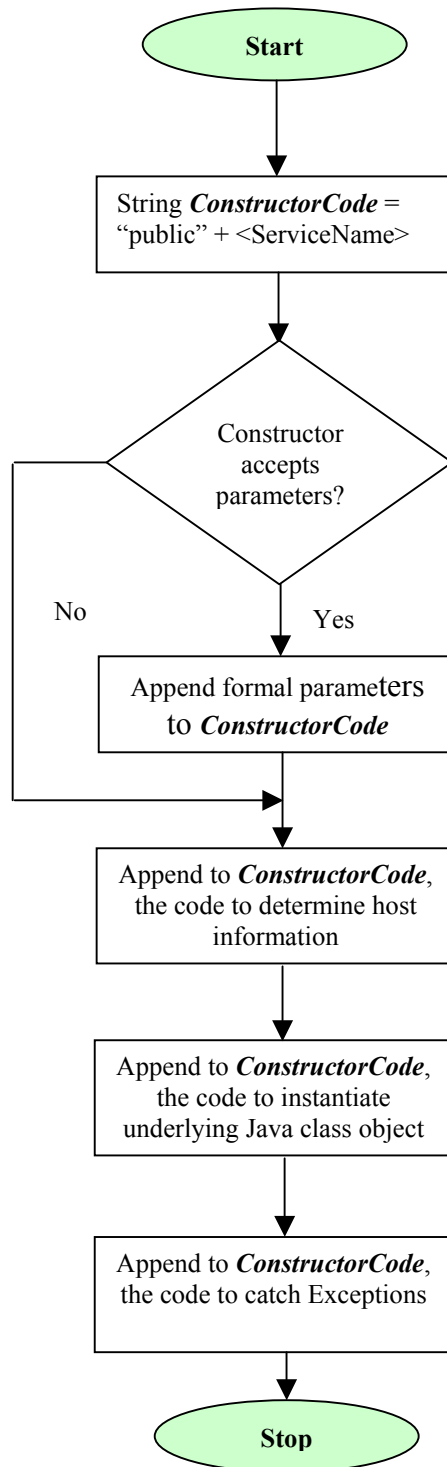 Start
String ConstructorCode =
“public” + <ServiceName>
Constructor
accepts
parameters?
No
Yes
Append formal parameters
to ConstructorCode
Append to ConstructorCode,
the code to determine host
information
Append to ConstructorCode,
the code to instantiate
underlying Java class object
Append to ConstructorCode,
the code to catch Exceptions
Stop